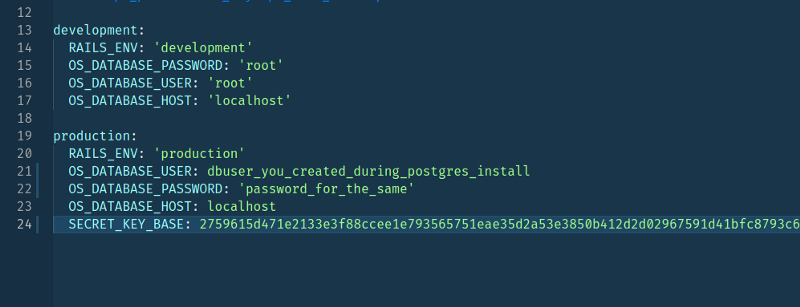 12
13 development:
14 RAILS_ENV: 'development'
15 OS_DATABASE_PASSWORD: 'root'
16 OS_DATABASE_USER: 'root'
17 OS_DATABASE_HOST: 'localhost'
18
19 production:
20 RAILS_ENV: 'production'
21 OS_DATABASE_USER: dbuser_you_created_during_postgres_install
22 OS_DATABASE_PASSWORD: 'password_for_the_same'
23 OS_DATABASE_HOST: localhost
24 SECRET_KEY_BASE: 2759615d471e2133e3f88ccee1e793565751eae35d2a53e3850b412d2d02967591d41bfc8793c6